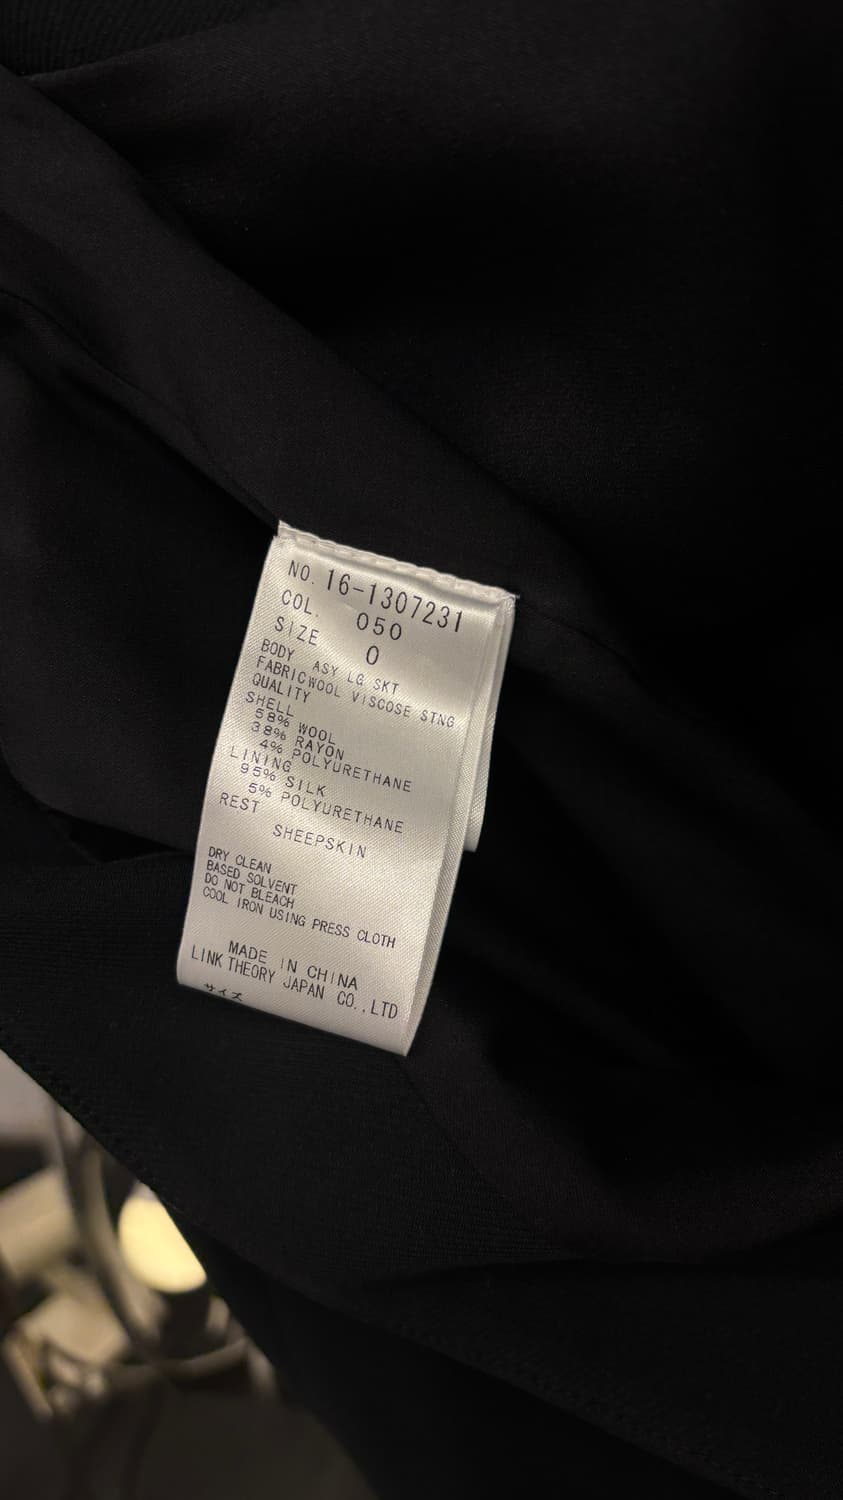 NO. 16-1307231
COL. 050
SIZE 0
BODY ASY LG SKT
FABRICWOOL VISCOSE STNG
QUALITY
SHELL
58% WOOL
38% RAYON
4% POLYURETHANE
LINING
95% SILK
5% POLYURETHANE
REST
SHEEPSKIN
DRY CLEAN
BASED SOLVENT
DO NOT BLEACH
COOL IRON USING PRESS CLOTH
MADE IN CHINA
LINK THEORY JAPAN CO.,LTD
サイズ